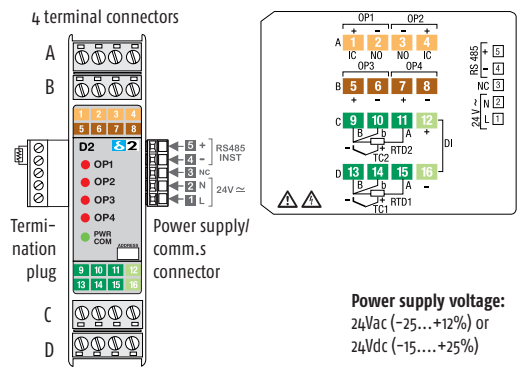 4 terminal connectors
A
B
1 2 3 4
5 6 7 8
D2 2
OP1
OP2
OP3
OP4
PWR
COM
ADDRESS
9 10 11 12
13 14 15 16
C
D
Termi-
nation
plug
5 +
4 -
3 NC
2 N
1 L
RS485
INST
24V ≃
Power supply/
comm.s
connector
OP1 OP2
+ - - +
A 1 2 3 4
IC NO NO IC
OP3 OP4
B 5 6 7 8
+ - + -
C 9 10 11 12
B b A +
- + RTD2
TC2
DI
D 13 14 15 16
B b A -
- + RTD1
TC1
RS 485 + 5
- 4
NC 3
24V ~ N 2
L 1
Power supply voltage:
24Vac (-25...+12%) or
24Vdc (-15....+25%)